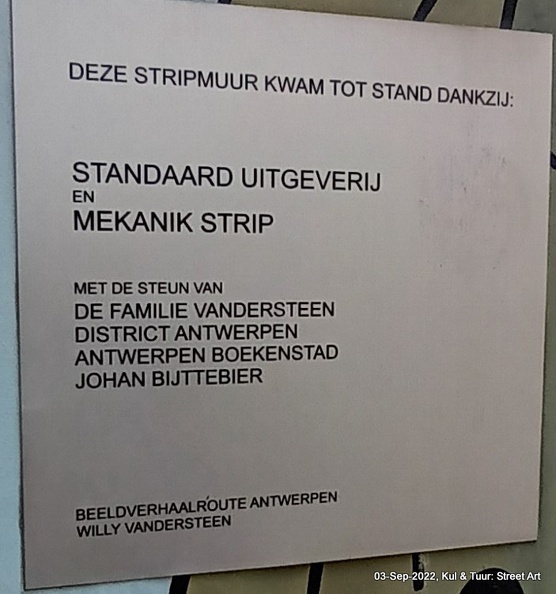 DEZE STRIPMUUR KWAM TOT STAND DANKZIJ:
STANDAARD UITGEVERIJ
EN
MEKANIK STRIP
MET DE STEUN VAN
DE FAMILIE VANDERSTEEN
DISTRICT ANTWERPEN
ANTWERPEN BOEKENSTAD
JOHAN BIJTTEBIER
BEELDVERHAALROUTE ANTWERPEN
WILLY VANDERSTEEN
03-Sep-2022, Kul & Tuur: Street Art